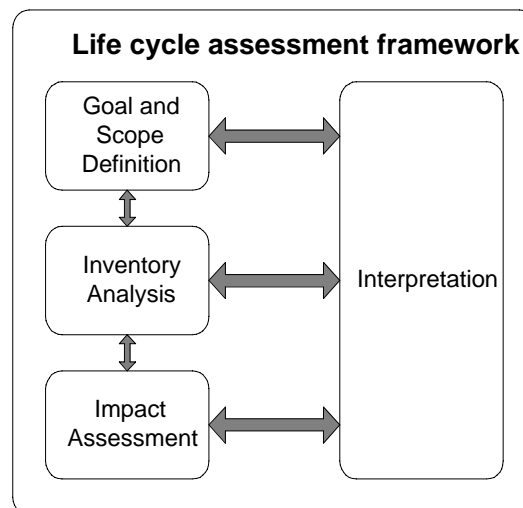 Life cycle assessment framework
Goal and
Scope
Definition
Inventory
Analysis
Interpretation
Impact
Assessment